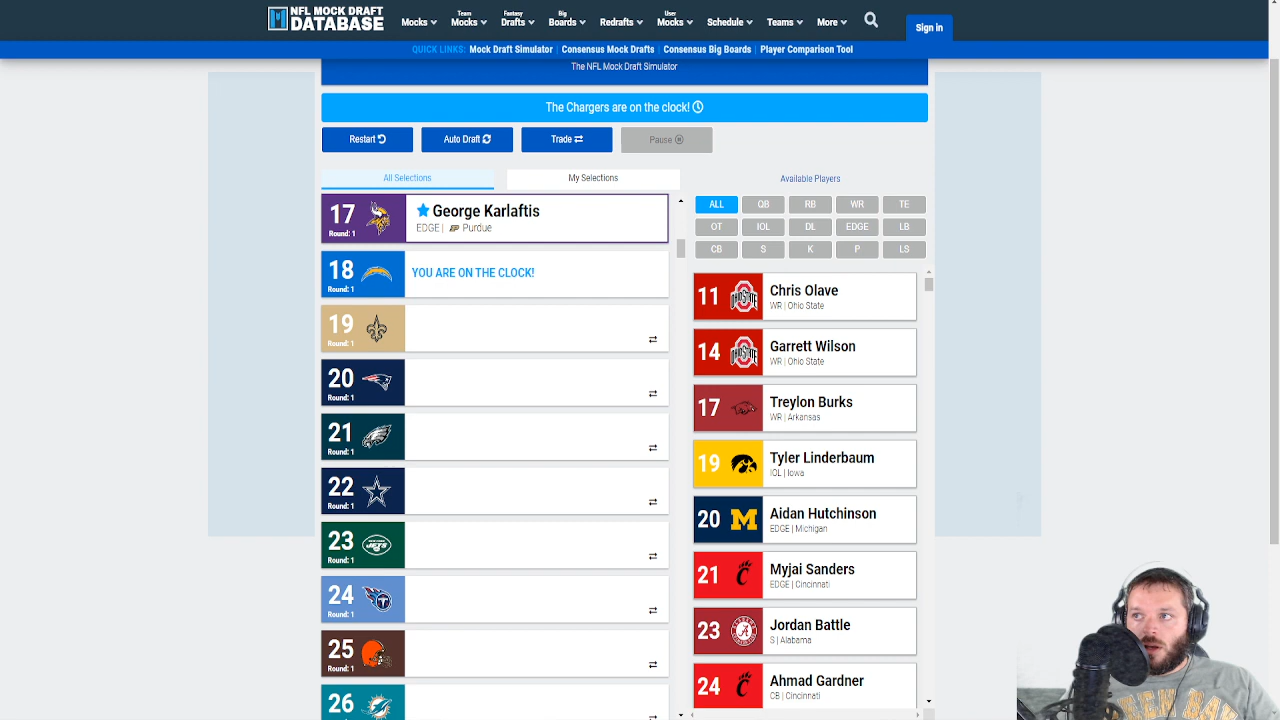 NFL MOCK DRAFT
DATABASE
Mocks
Team
Mocks
Fantasy
Drafts
Big
Boards
Redrafts
User
Mocks
Schedule
Teams
More
Sign in
QUICK LINKS: Mock Draft Simulator Consensus Mock Drafts Consensus Big Boards Player Comparison Tool
The NFL Mock Draft Simulator
The Chargers are on the clock!
Restart
Auto Draft
Trade
Pause
All Selections
My Selections
Available Players
17
Round: 1
George Karlaftis
EDGE | Purdue
18
Round: 1
YOU ARE ON THE CLOCK!
19
Round: 1
20
Round: 1
21
Round: 1
22
Round: 1
23
Round: 1
JETS
24
Round: 1
25
Round: 1
26
ALL QB RB WR TE
OT IOL DL EDGE LB
CB S K P LS
11
OHIO STATE
Chris Olave
WR | Ohio State
14
OHIO STATE
Garrett Wilson
WR | Ohio State
17
Treylon Burks
WR | Arkansas
19
Tyler Linderbaum
IOL | Iowa
20
M
Aidan Hutchinson
EDGE | Michigan
21
Myjai Sanders
EDGE | Cincinnati
23
Jordan Battle
S | Alabama
24
Ahmad Gardner
CB | Cincinnati